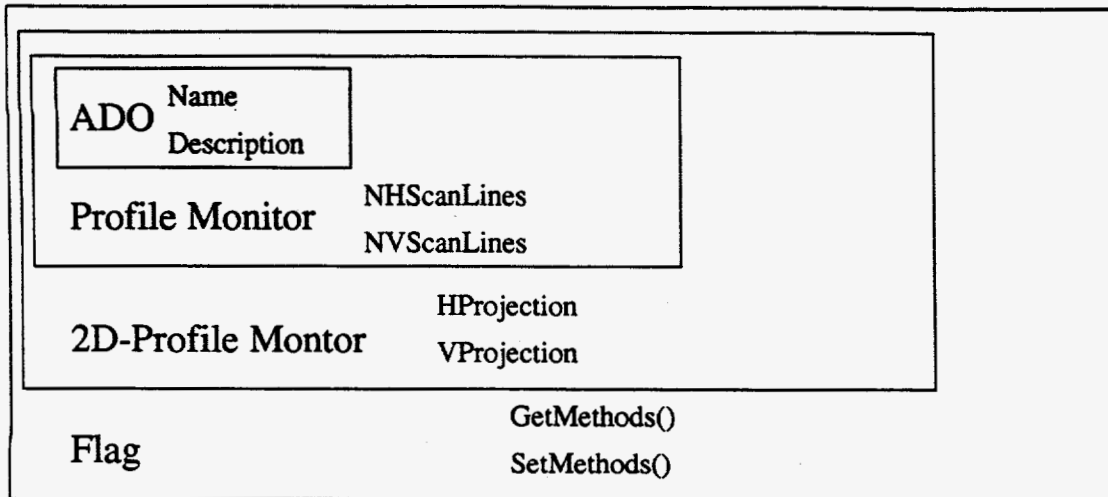 ADO
Name
Description
Profile Monitor
NHScanLines
NVScanLines
2D-Profile Montor
HProjection
VProjection
Flag
GetMethods()
SetMethods()